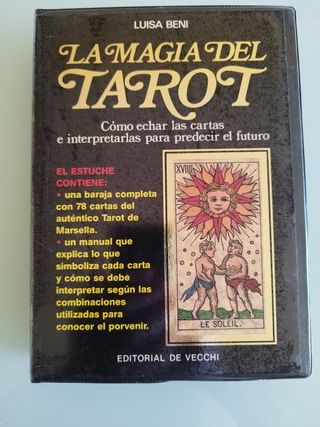 LUISA BENI
LA MAGIA DEL
TAROT
Cómo echar las cartas
e interpretarlas para predecir el futuro
EL ESTUCHE
CONTIENE:
• una baraja completa
con 78 cartas del
auténtico Tarot de
Marsella.
• un manual que
explica lo que
simboliza cada carta
y cómo se debe
interpretar según las
combinaciones
utilizadas para
conocer el porvenir.
XVIIII
LE SOLEIL.
EDITORIAL DE VECCHI